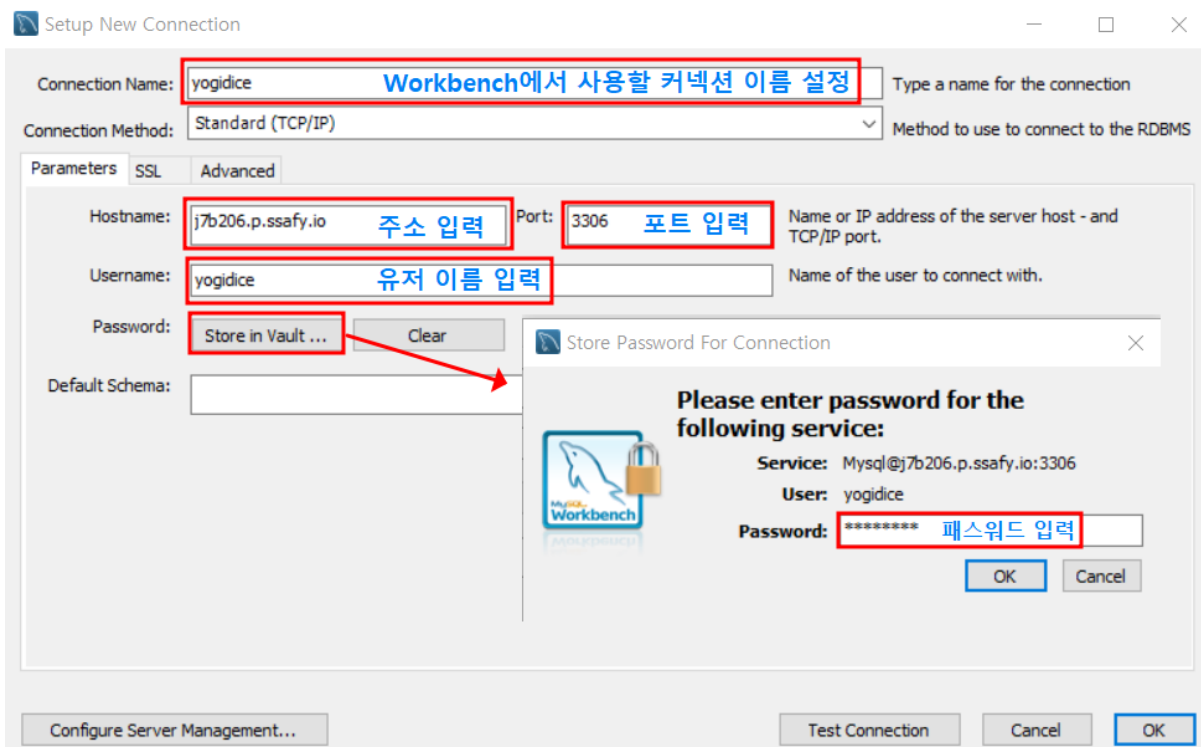 Setup New Connection
Connection Name: yogidice Workbench에서 사용할 커넥션 이름 설정 Type a name for the connection
Connection Method: Standard (TCP/IP) Method to use to connect to the RDBMS
Parameters SSL Advanced
Hostname: j7b206.p.ssafy.io 주소 입력 Port: 3306 포트 입력 Name or IP address of the server host - and
TCP/IP port.
Username: yogidice 유저 이름 입력 Name of the user to connect with.
Password: Store in Vault ... Clear
Store Password For Connection
Default Schema:
Please enter password for the
following service:
Service: Mysql@j7b206.p.ssafy.io:3306
User: yogidice
MySQL
Workbench
Password: ******** 패스워드 입력
OK Cancel
Configure Server Management... Test Connection Cancel OK